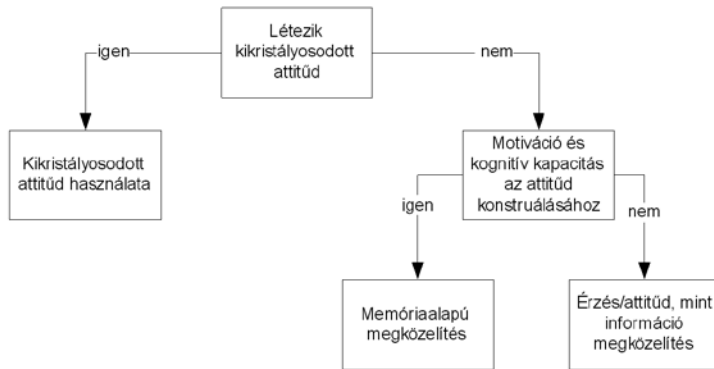 Létezik
kikristályosodott
attitűd
igen
nem
Kikristályosodott
attitűd használata
Motiváció és
kognitív kapacitás
az attitűd
konstruálásához
igen
nem
Memóriaalapú
megközelítés
Érzés/attitűd, mint
információ
megközelítés